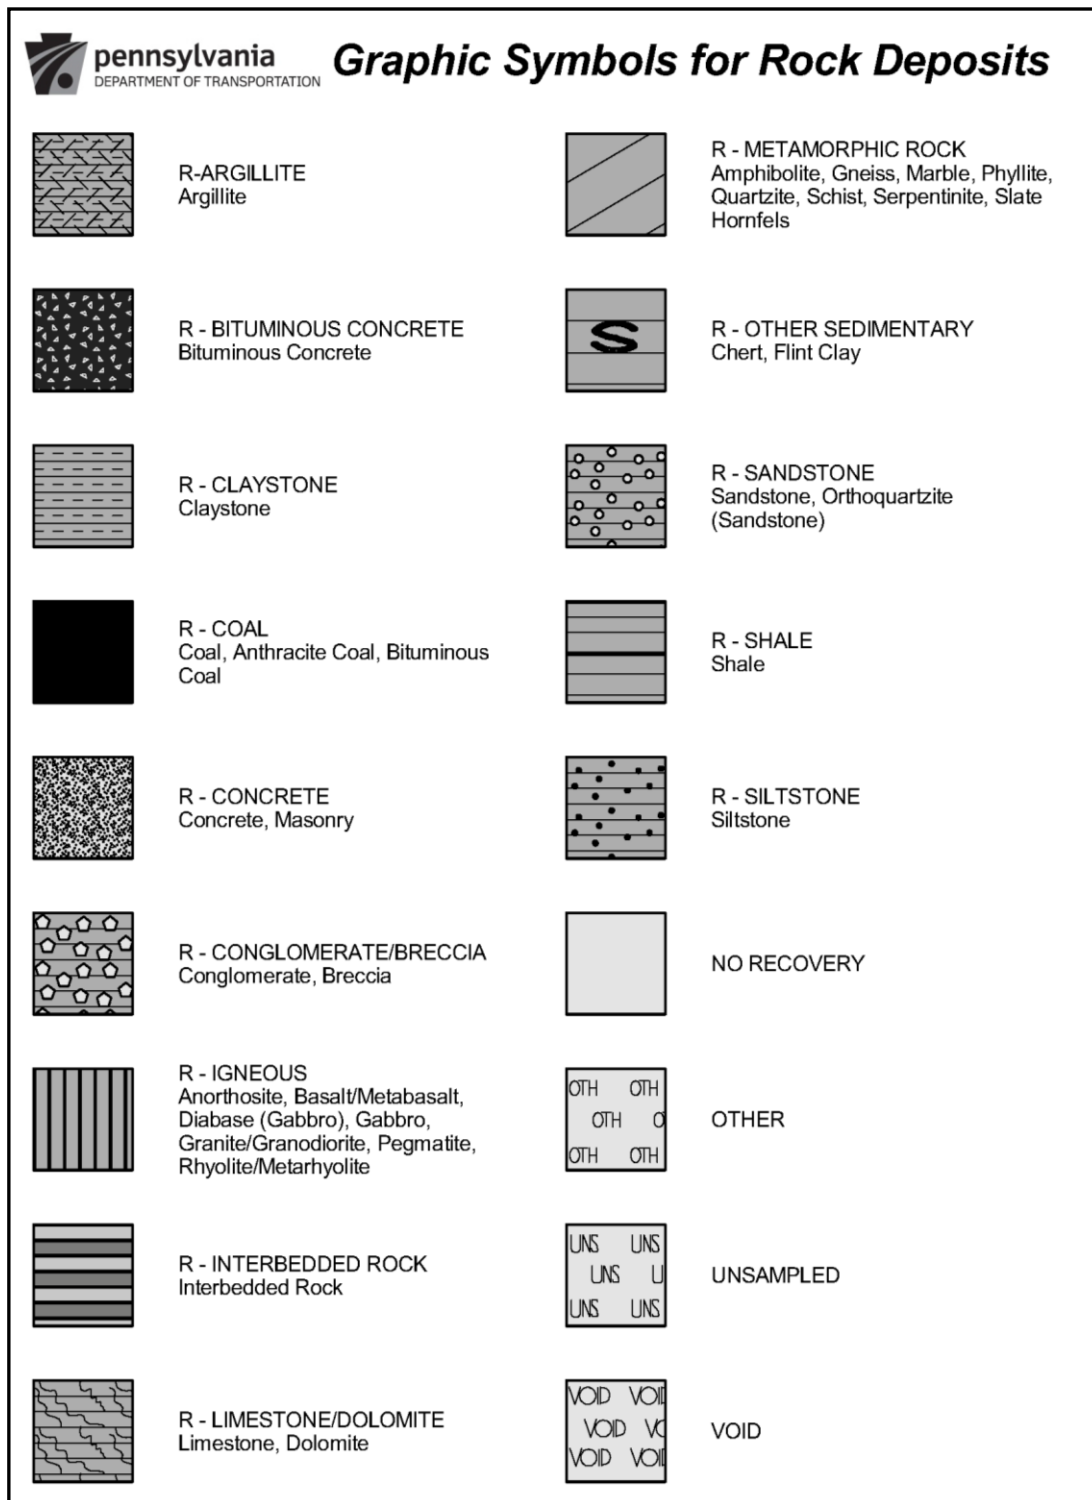 pennsylvania
DEPARTMENT OF TRANSPORTATION
Graphic Symbols for Rock Deposits
R-ARGILLITE
Argillite
R - BITUMINOUS CONCRETE
Bituminous Concrete
R - CLAYSTONE
Claystone
R - COAL
Coal, Anthracite Coal, Bituminous
Coal
R - CONCRETE
Concrete, Masonry
R - CONGLOMERATE/BRECCIA
Conglomerate, Breccia
R - IGNEOUS
Anorthosite, Basalt/Metabasalt,
Diabase (Gabbro), Gabbro,
Granite/Granodiorite, Pegmatite,
Rhyolite/Metarhyolite
R - INTERBEDDED ROCK
Interbedded Rock
R - LIMESTONE/DOLOMITE
Limestone, Dolomite
R - METAMORPHIC ROCK
Amphibolite, Gneiss, Marble, Phyllite,
Quartzite, Schist, Serpentinite, Slate
Hornfels
S
R - OTHER SEDIMENTARY
Chert, Flint Clay
R - SANDSTONE
Sandstone, Orthoquartzite
(Sandstone)
R - SHALE
Shale
R - SILTSTONE
Siltstone
NO RECOVERY
OTH OTH
OTH O
OTH OTH
OTHER
UNS UNS
UNS U
UNS UNS
UNSAMPLED
VOID VOID
VOID VO
VOID VOID
VOID